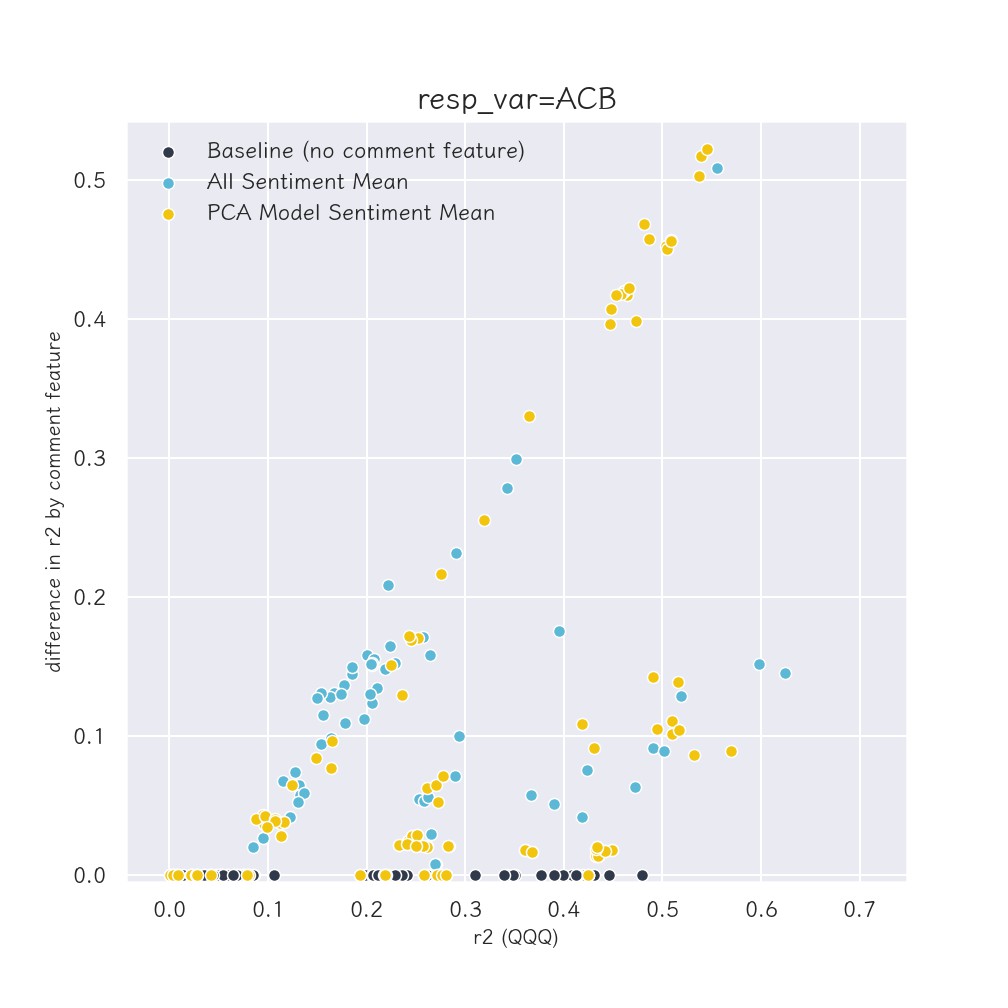 resp_var=ACB
Baseline (no comment feature)
All Sentiment Mean
PCA Model Sentiment Mean
difference in r2 by comment feature
0.5
0.4
0.3
0.2
0.1
0.0
0.0 0.1 0.2 0.3 0.4 0.5 0.6 0.7
r2 (QQQ)